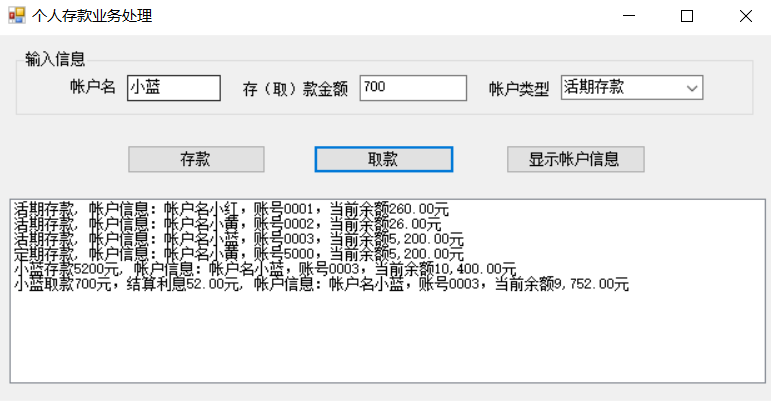 个人存款业务处理
输入信息
帐户名 小蓝 存（取）款金额 700 帐户类型 活期存款
存款 取款 显示帐户信息
活期存款, 帐户信息: 帐户名小红, 账号0001, 当前余额260.00元
活期存款, 帐户信息: 帐户名小黄, 账号0002, 当前余额26.00元
活期存款, 帐户信息: 帐户名小蓝, 账号0003, 当前余额5,200.00元
定期存款, 帐户信息: 帐户名小黄, 账号5000, 当前余额5,200.00元
小蓝存款5200元, 帐户信息: 帐户名小蓝, 账号0003, 当前余额10,400.00元
小蓝取款700元, 结算利息52.00元, 帐户信息: 帐户名小蓝, 账号0003, 当前余额9,752.00元